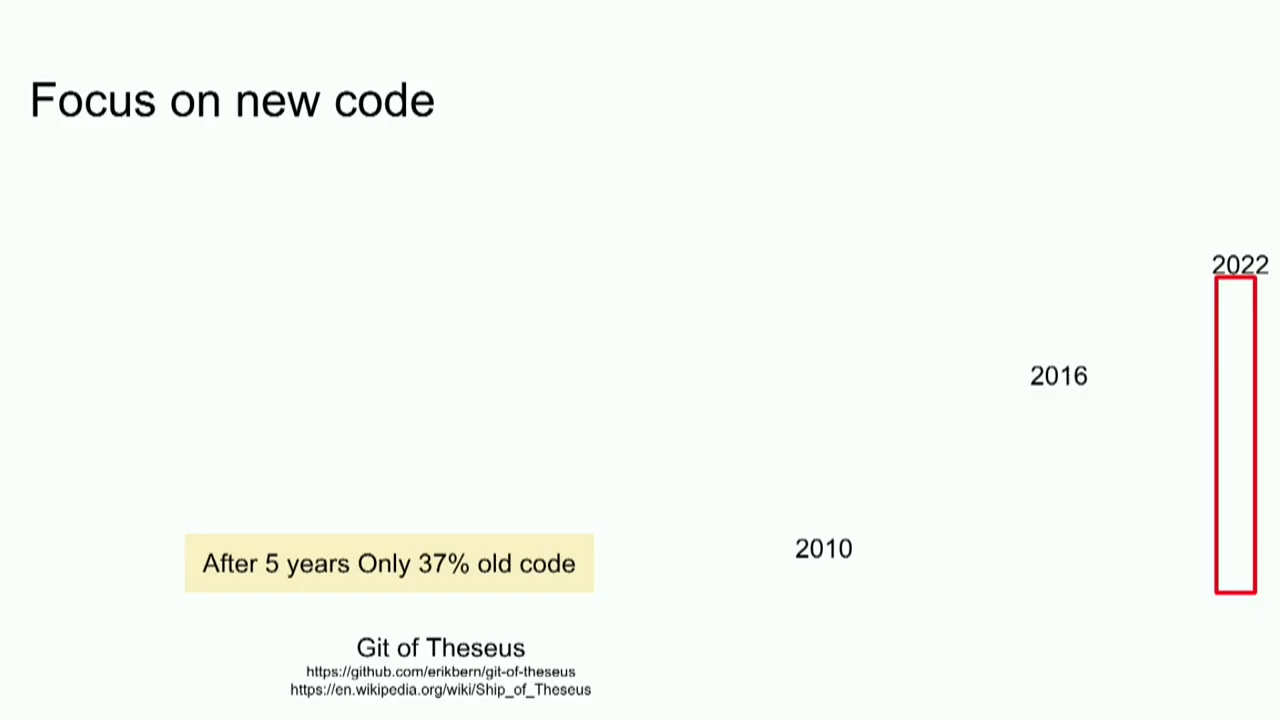 Focus on new code
2022
2016
2010
After 5 years Only 37% old code
Git of Theseus
https://github.com/erikbern/git-of-theseus
https://en.wikipedia.org/wiki/Ship_of_Theseus